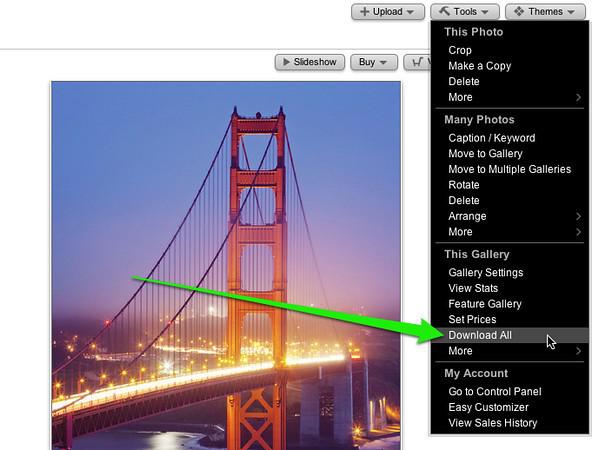 Upload
Tools
Themes
Slideshow
Buy
This Photo
Crop
Make a Copy
Delete
More
Many Photos
Caption / Keyword
Move to Gallery
Move to Multiple Galleries
Rotate
Delete
Arrange
More
This Gallery
Gallery Settings
View Stats
Feature Gallery
Set Prices
Download All
More
My Account
Go to Control Panel
Easy Customizer
View Sales History